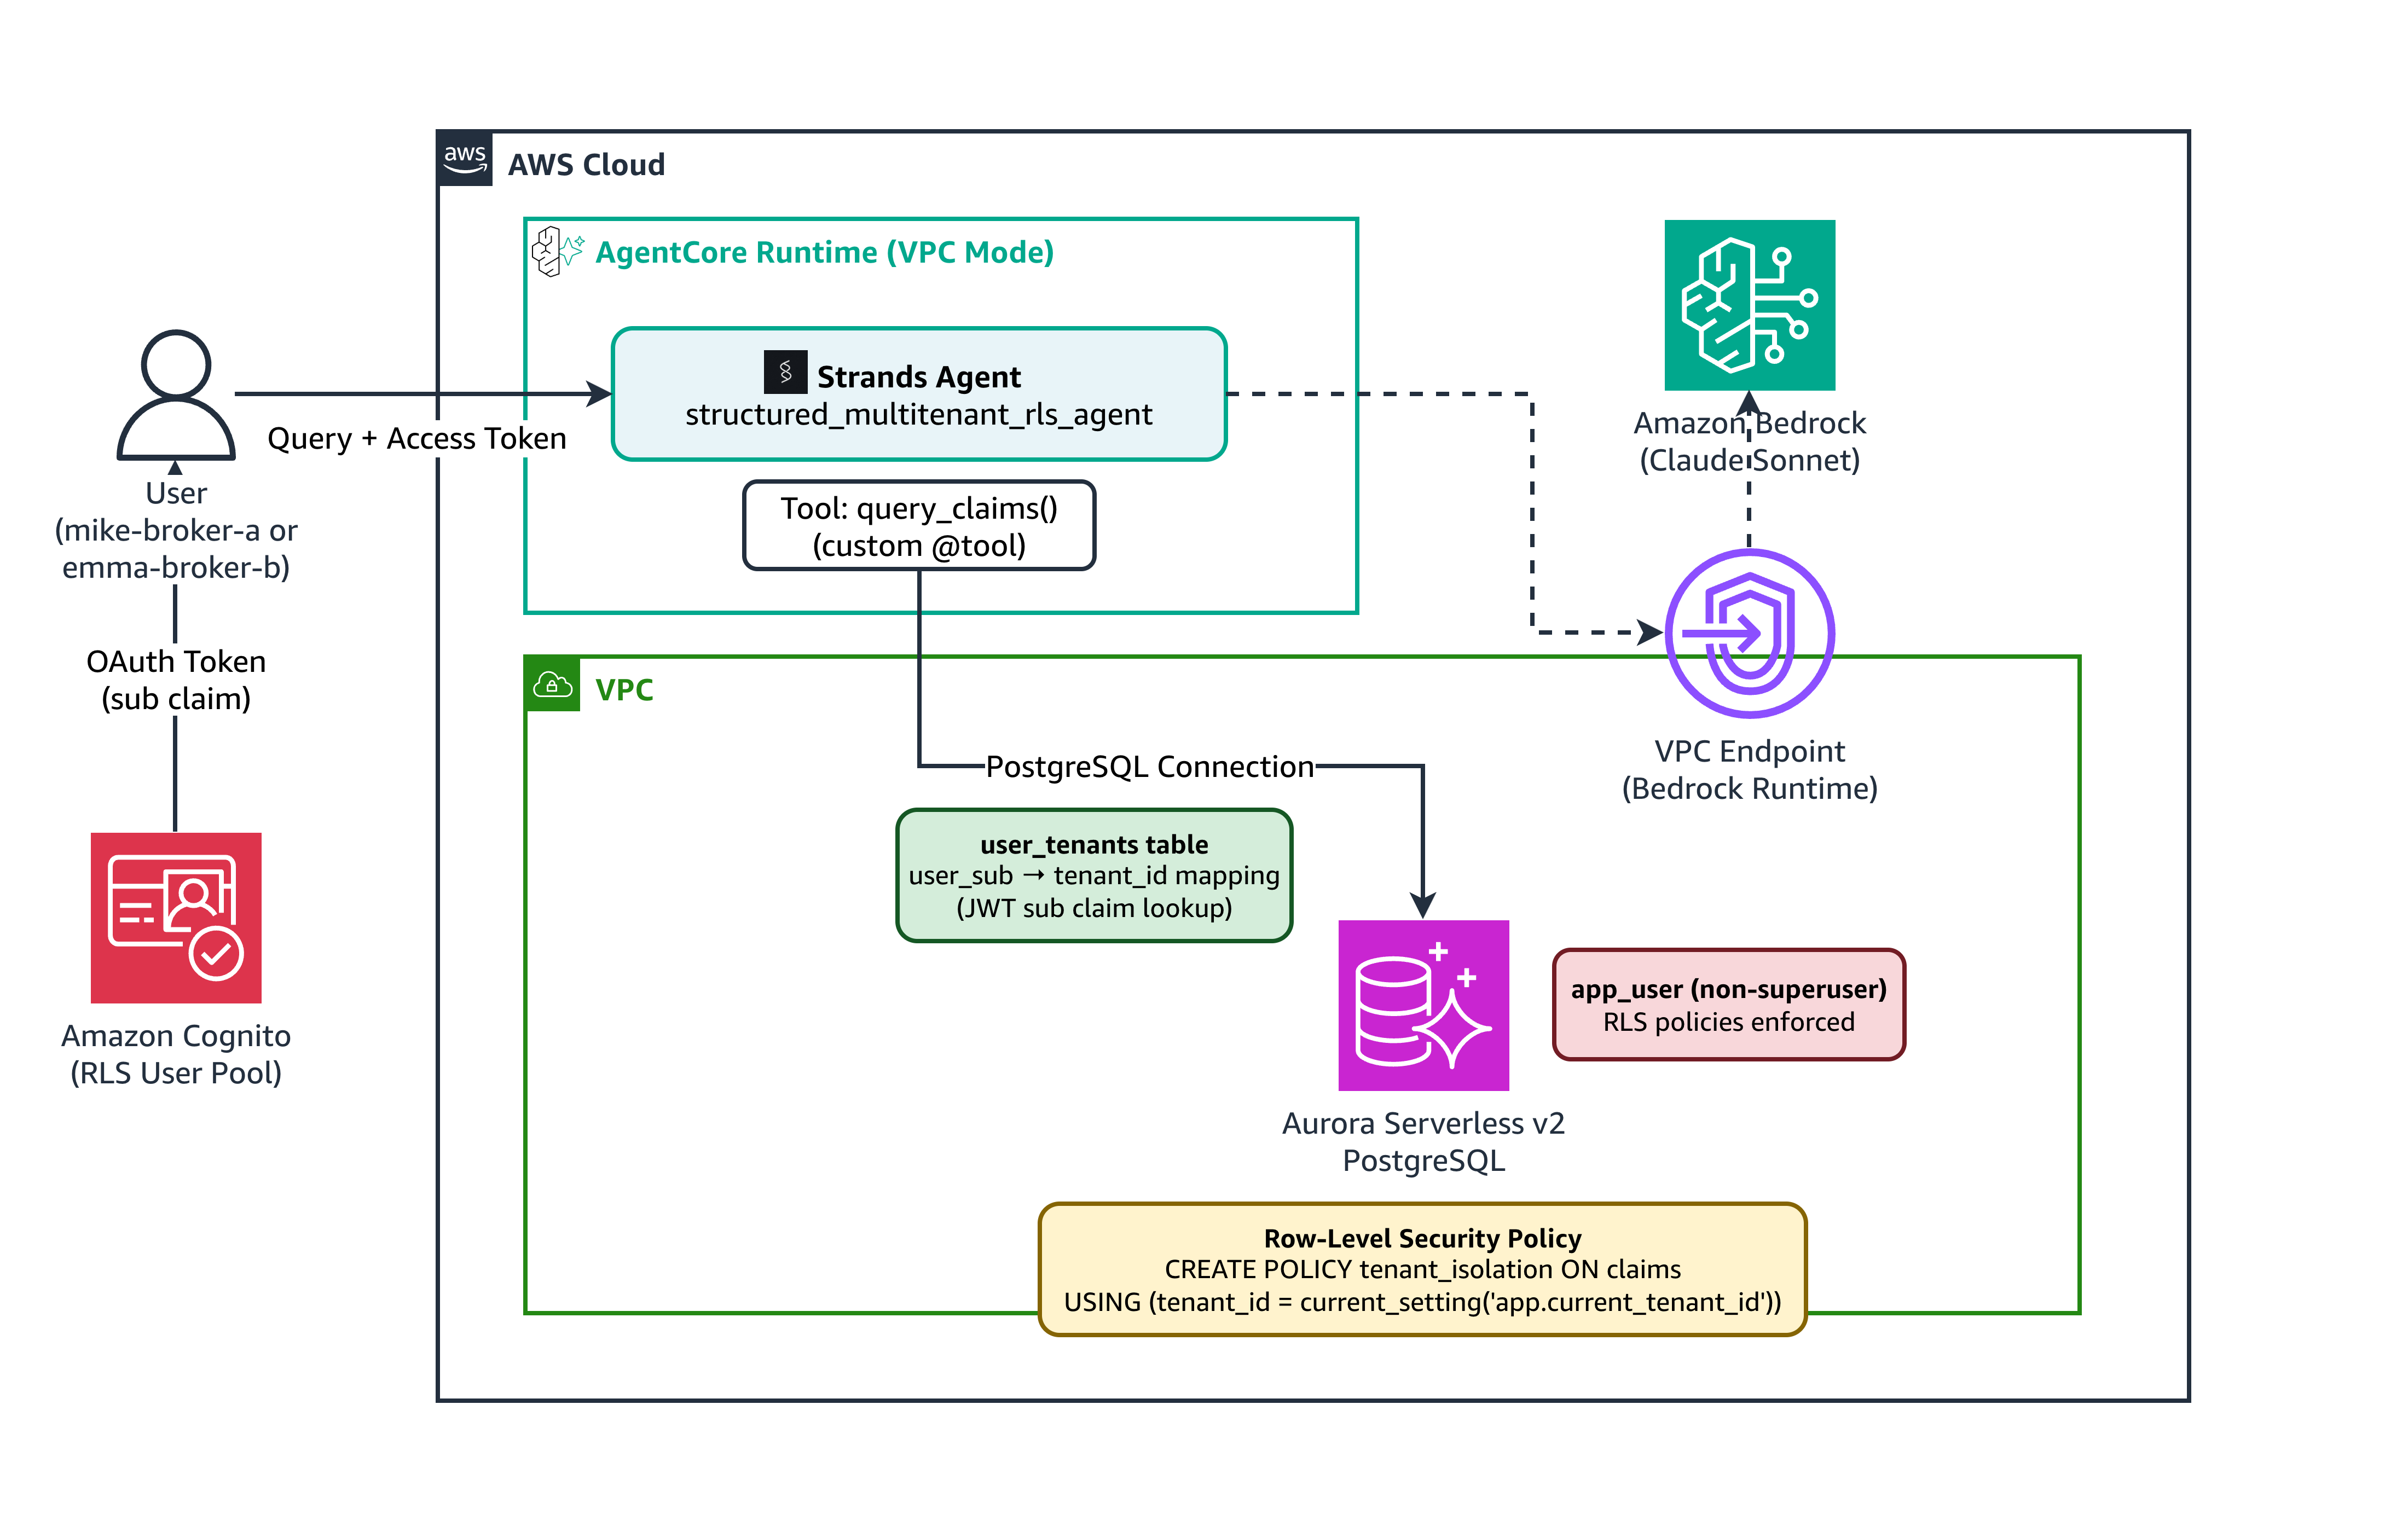 aws
AWS Cloud
AgentCore Runtime (VPC Mode)
Strands Agent
structured_multitenant_rls_agent
Tool: query_claims()
(custom @tool)
Query + Access Token
User
(mike-broker-a or
emma-broker-b)
OAuth Token
(sub claim)
Amazon Cognito
(RLS User Pool)
Amazon Bedrock
(Claude Sonnet)
VPC Endpoint
(Bedrock Runtime)
VPC
PostgreSQL Connection
user_tenants table
user_sub → tenant_id mapping
(JWT sub claim lookup)
app_user (non-superuser)
RLS policies enforced
Aurora Serverless v2
PostgreSQL
Row-Level Security Policy
CREATE POLICY tenant_isolation ON claims
USING (tenant_id = current_setting('app.current_tenant_id'))